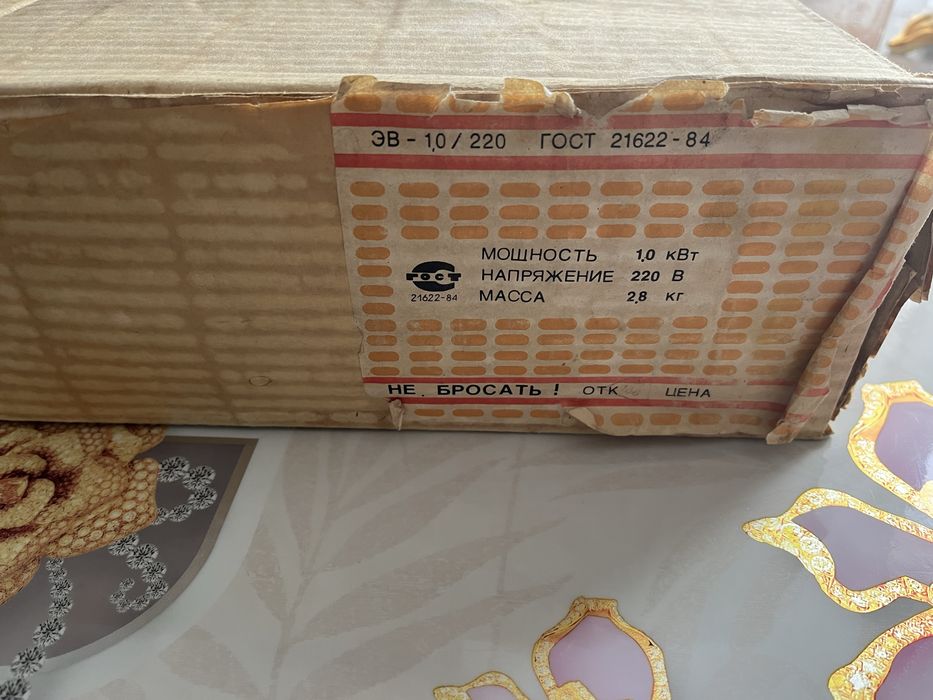 ЭВ - 1,0 / 220 ГОСТ 21622-84
МОЩНОСТЬ 1,0 кВт
НАПРЯЖЕНИЕ 220 В
МАССА 2,8 кг
ГОСТ
21622-84
НЕ БРОСАТЬ! ОТК ЦЕНА